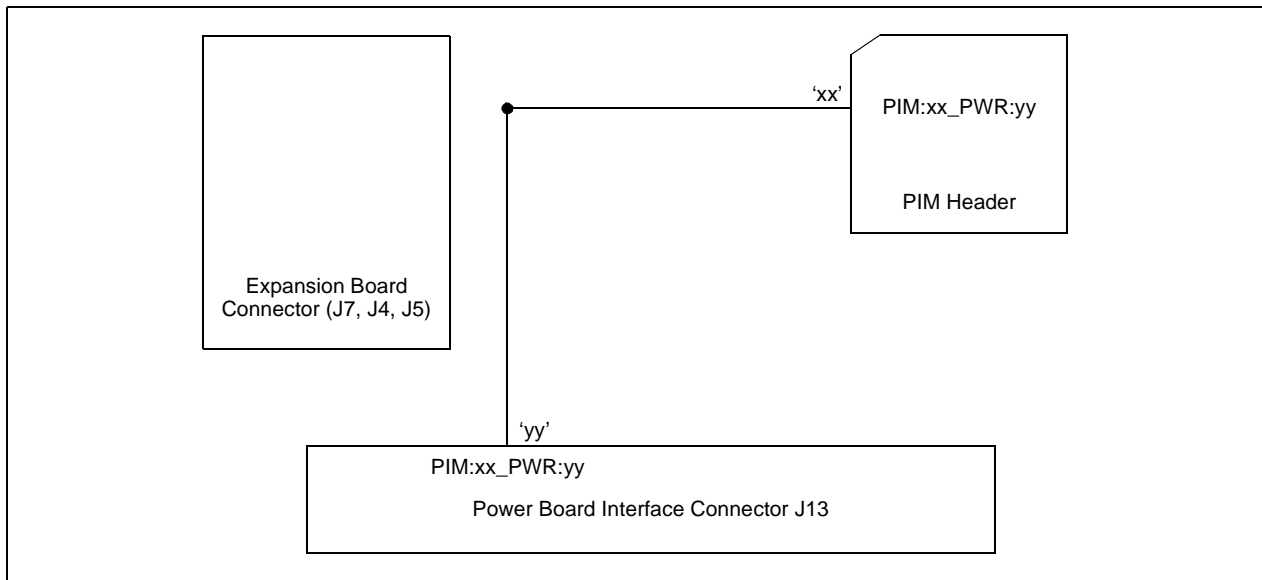 ‘xx’
PIM:xx_PWR:yy
PIM Header
Expansion Board
Connector (J7, J4, J5)
‘yy’
PIM:xx_PWR:yy
Power Board Interface Connector J13